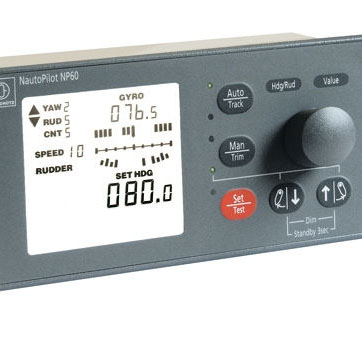 NautoPilot NP60
YAW 2
RUD 5
CNT 5
GYRO
076.5
SPEED 10
RUDDER
SET HDG
080.0
Auto
Track
Hdg/Rud
Value
Man
Trim
Set
Test
Dim
Standby 3sec